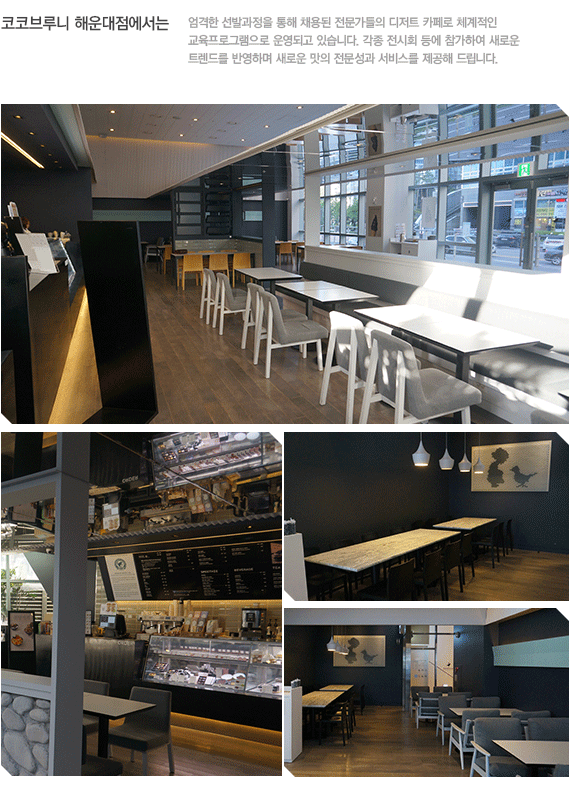 코코브루니 해운대점에서는
엄격한 선발과정을 통해 채용된 전문가들의 디저트 카페로 체계적인
교육프로그램으로 운영되고 있습니다. 각종 전시회 등에 참가하여 새로운
트렌드를 반영하며 새로운 맛의 전문성과 서비스를 제공해 드립니다.
ORDER